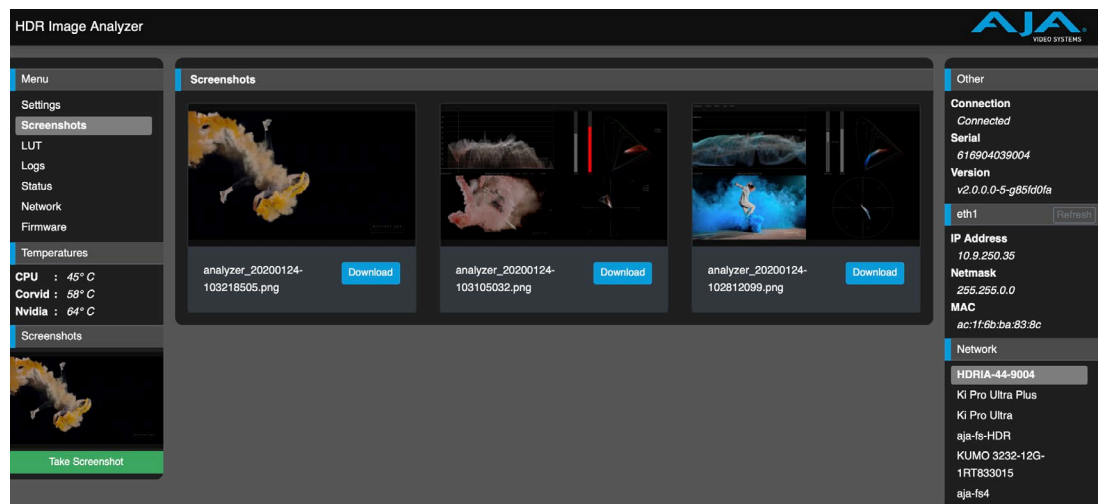 HDR Image Analyzer
AJA
VIDEO SYSTEMS
Menu
Settings
Screenshots
LUT
Logs
Status
Network
Firmware
Temperatures
CPU : 45° C
Corvid : 58° C
Nvidia : 64° C
Screenshots
Take Screenshot
Screenshots
analyzer_20200124-
103218505.png
Download
analyzer_20200124-
103105032.png
Download
analyzer_20200124-
102812099.png
Download
Other
Connection
Connected
Serial
616904039004
Version
v2.0.0.0-5-g85fd0fa
eth1
Refresh
IP Address
10.9.250.35
Netmask
255.255.0.0
MAC
ac:1f:6b:ba:83:8c
Network
HDRIA-44-9004
Ki Pro Ultra Plus
Ki Pro Ultra
aja-fs-HDR
KUMO 3232-12G-
1RT833015
aja-fs4